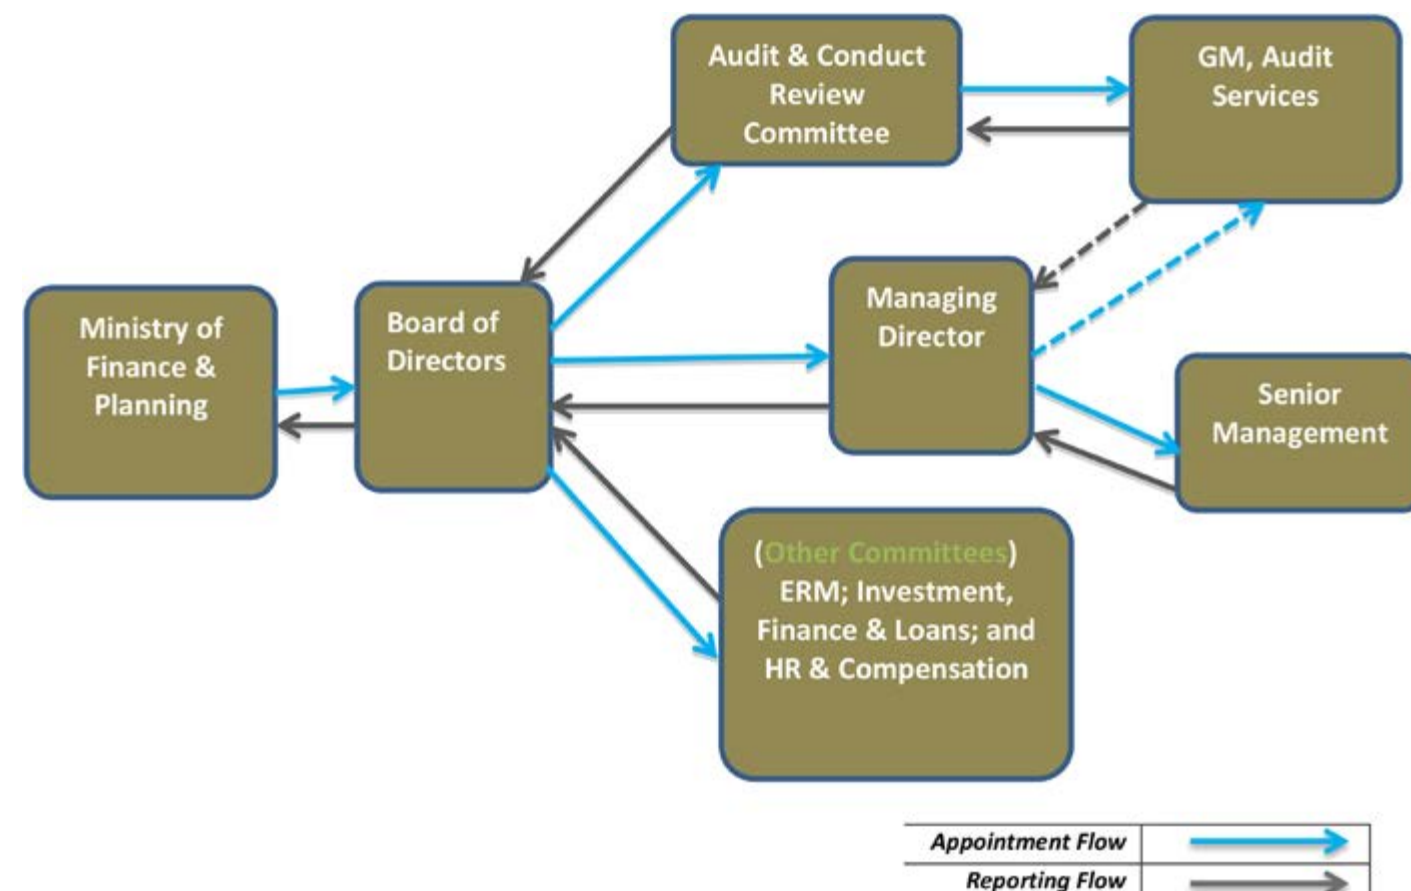 Audit & Conduct
Review
Committee
GM, Audit
Services
Managing
Director
Ministry of
Finance &
Planning
Board of
Directors
Senior
Management
(Other Committees)
ERM; Investment,
Finance & Loans; and
HR & Compensation
Appointment Flow
Reporting Flow